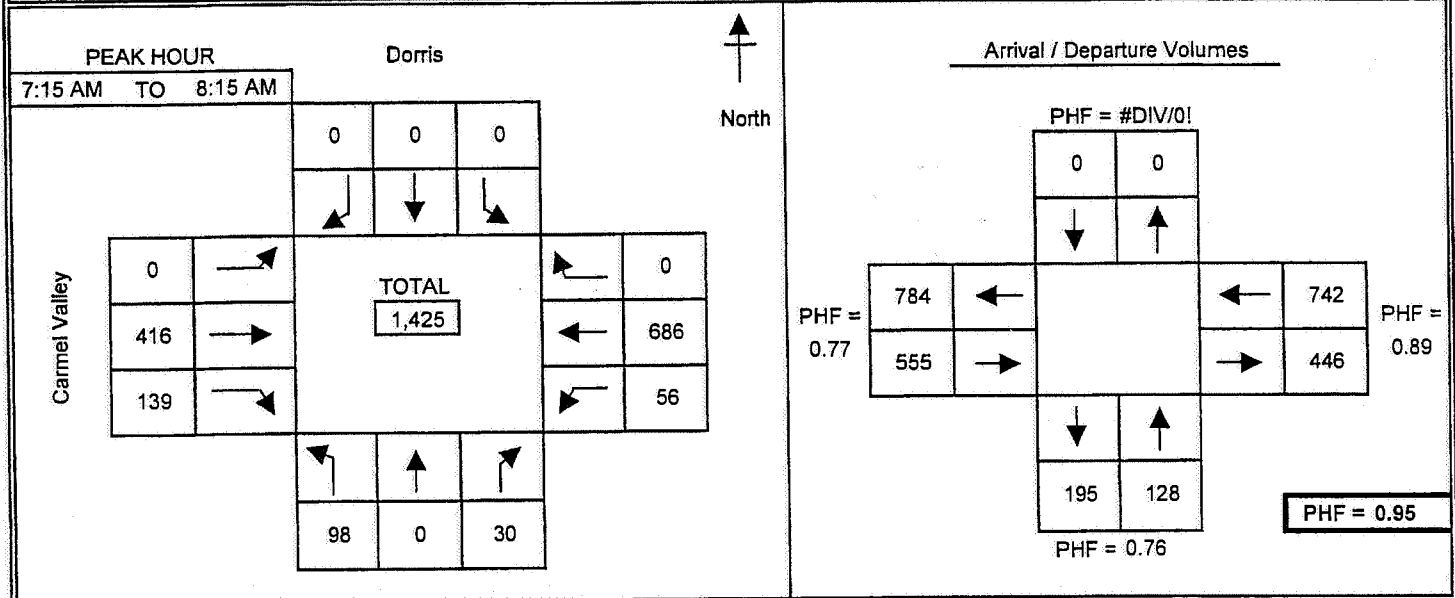 PEAK HOUR
7:15 AM TO 8:15 AM
Dorris
North
0 0 0
Carmel Valley
0
416
139
TOTAL
1,425
0
686
56
98 0 30
Arrival / Departure Volumes
PHF = #DIV/0!
0 0
PHF =
0.77
784
555
742
446
PHF =
0.89
195 128
PHF = 0.76
PHF = 0.95